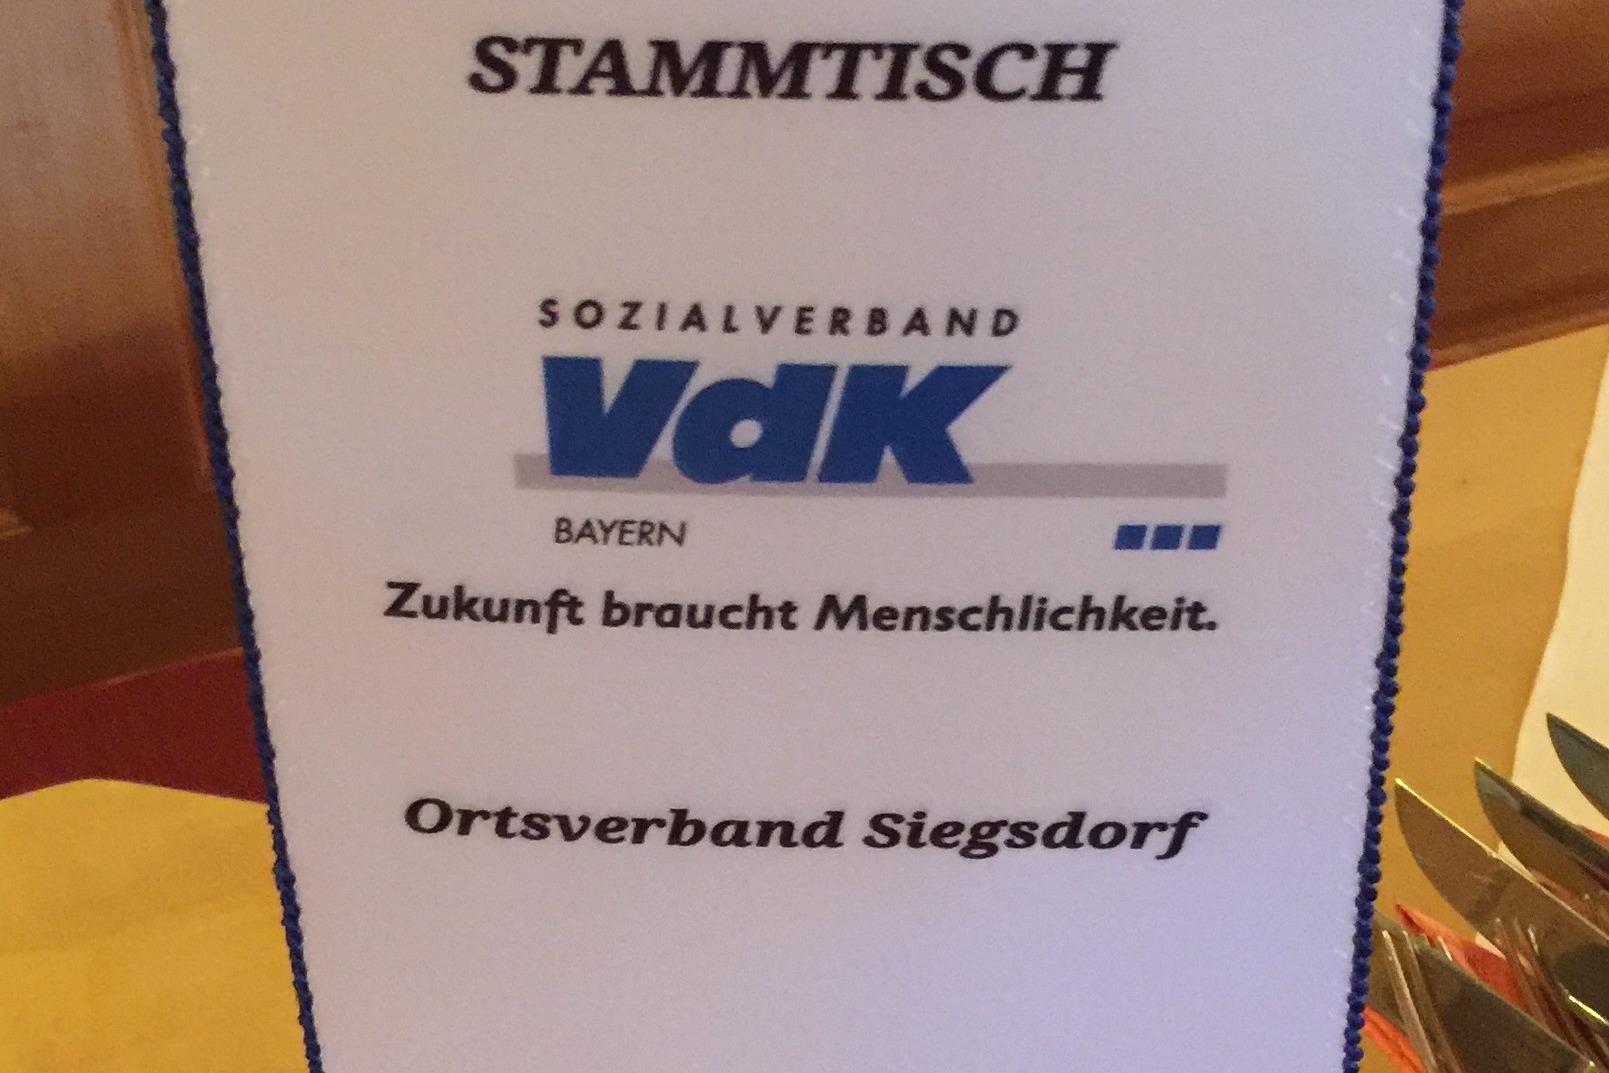 STAMMTISCH
SOZIALVERBAND
VdK
BAYERN
Zukunft braucht Menschlichkeit.
Ortsverband Siegsdorf